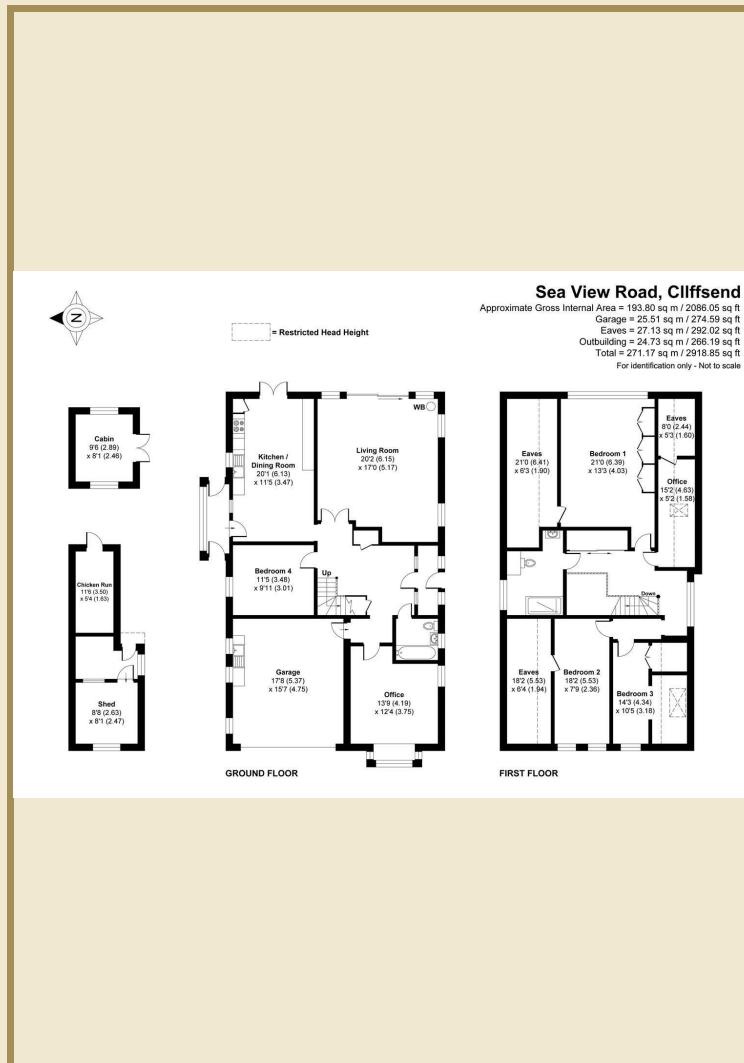 Sea View Road, Cliffsend
Approximate Gross Internal Area = 193.80 sq m / 2086.05 sq ft
Garage = 25.51 sq m / 274.59 sq ft
Eaves = 27.13 sq m / 292.02 sq ft
Outbuilding = 24.73 sq m / 266.19 sq ft
Total = 271.17 sq m / 2918.85 sq ft
For identification only - Not to scale
N
= Restricted Head Height
Cabin
9'6 (2.89)
x 8'1 (2.46)
Chicken Run
11'6 (3.50)
x 5'4 (1.63)
Shed
8'8 (2.63)
x 8'1 (2.47)
Kitchen /
Dining Room
20'1 (6.13)
x 11'5 (3.47)
WB
Living Room
20'2 (6.15)
x 17'0 (5.17)
Bedroom 4
11'5 (3.48)
x 9'11 (3.01)
Up
Garage
17'8 (5.37)
x 15'7 (4.75)
Office
13'9 (4.19)
x 12'4 (3.75)
GROUND FLOOR
Eaves
21'0 (6.41)
x 6'3 (1.90)
Bedroom 1
21'0 (6.39)
x 13'3 (4.03)
Eaves
8'0 (2.44)
x 5'3 (1.60)
Office
15'2 (4.63)
x 5'2 (1.58)
Down
Eaves
18'2 (5.53)
x 6'4 (1.94)
Bedroom 2
18'2 (5.53)
x 7'9 (2.36)
Bedroom 3
14'3 (4.34)
x 10'5 (3.18)
FIRST FLOOR